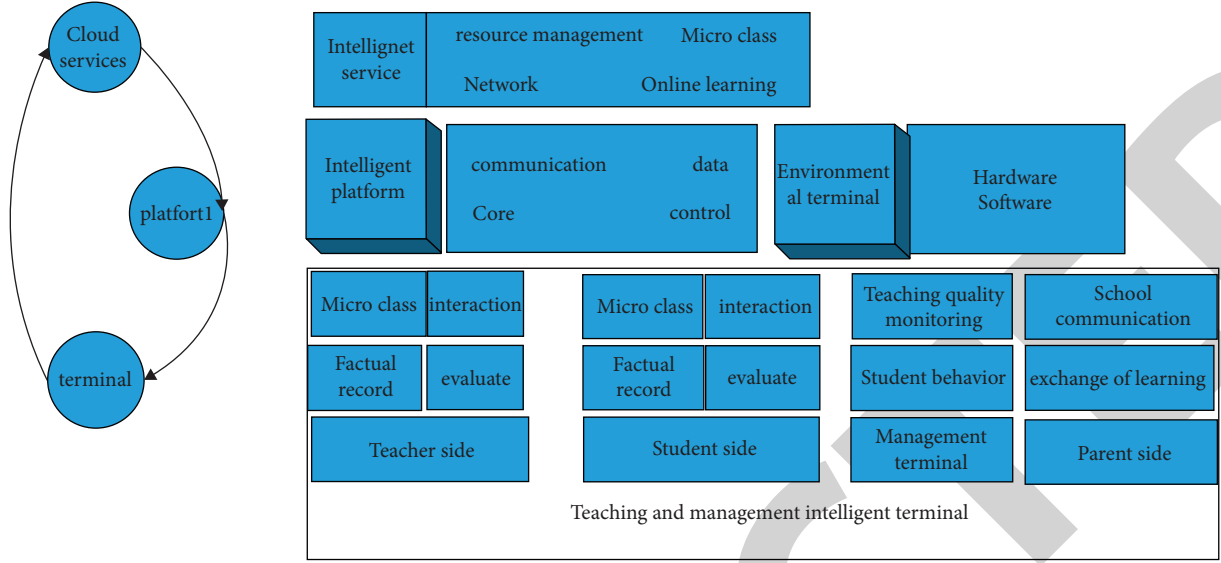 Cloud
services
platfort1
terminal
Intellignet
service
resource management
Micro class
Network
Online learning
Intelligent
platform
communication
data
Core
control
Environment
al terminal
Hardware
Software
Micro class
interaction
Micro class
interaction
Teaching quality
monitoring
School
communication
Factual
record
evaluate
Factual
record
evaluate
Student behavior
exchange of learning
Teacher side
Student side
Management
terminal
Parent side
Teaching and management intelligent terminal